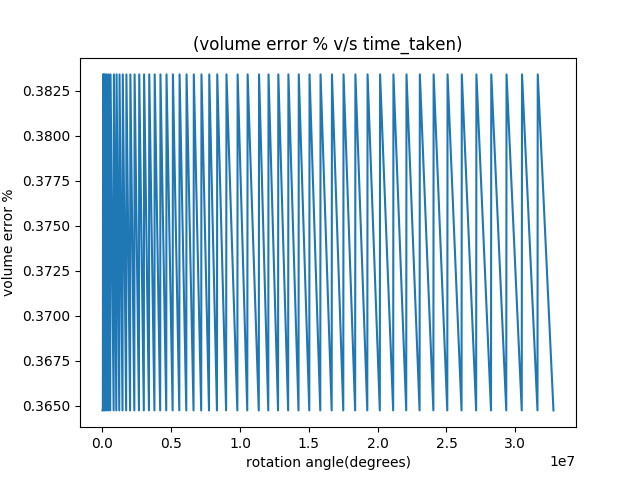 (volume error % v/s time_taken)
volume error %
0.3825
0.3800
0.3775
0.3750
0.3725
0.3700
0.3675
0.3650
0.0 0.5 1.0 1.5 2.0 2.5 3.0
1e7
rotation angle(degrees)